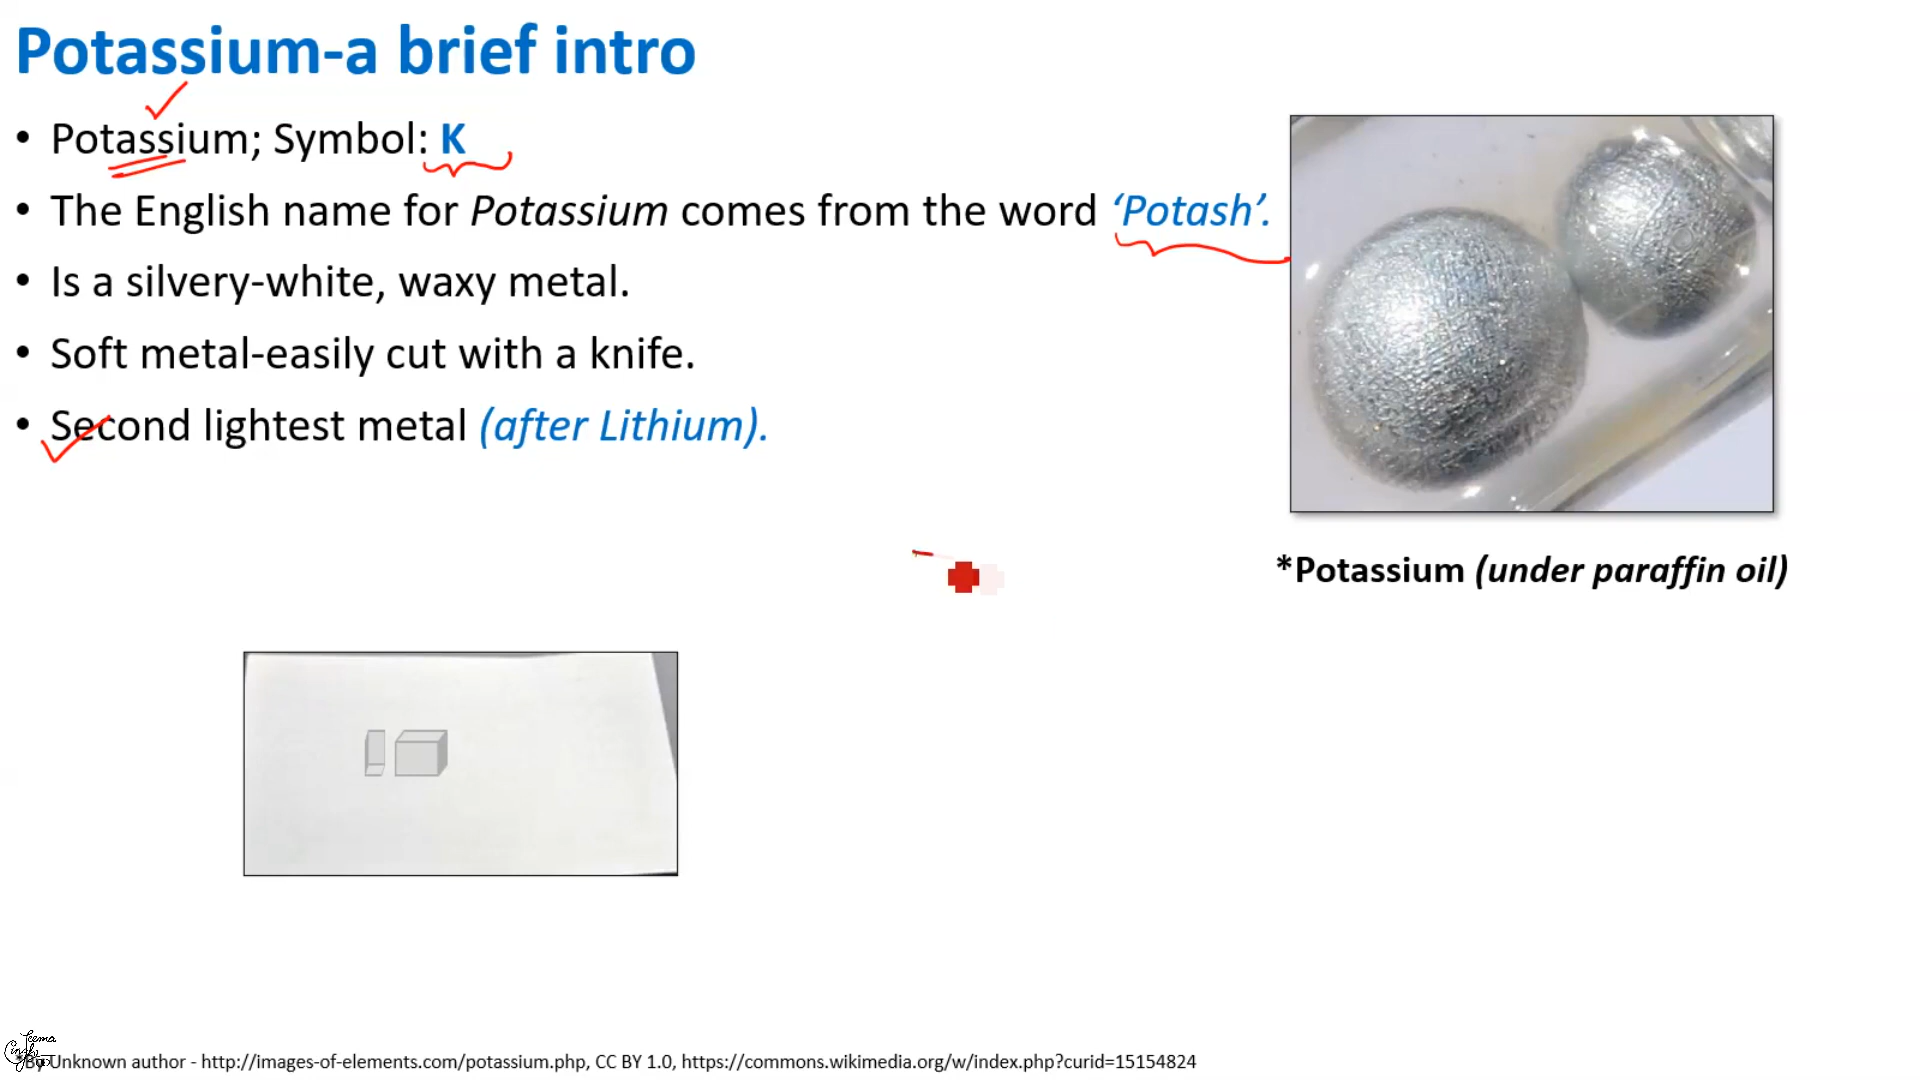 Potassium-a brief intro
• Potassium; Symbol: K
• The English name for Potassium comes from the word ‘Potash’.
• Is a silvery-white, waxy metal.
• Soft metal-easily cut with a knife.
• Second lightest metal (after Lithium).
*Potassium (under paraffin oil)
*By Unknown author - http://images-of-elements.com/potassium.php, CC BY 1.0, https://commons.wikimedia.org/w/index.php?curid=15154824